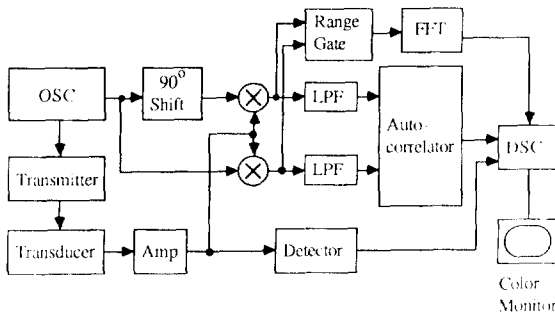 Range
Gate
FFT
OSC
90°
Shift
LPF
Auto-
correlator
DSC
Transmitter
LPF
Transducer
Amp
Detector
Color
Monitor